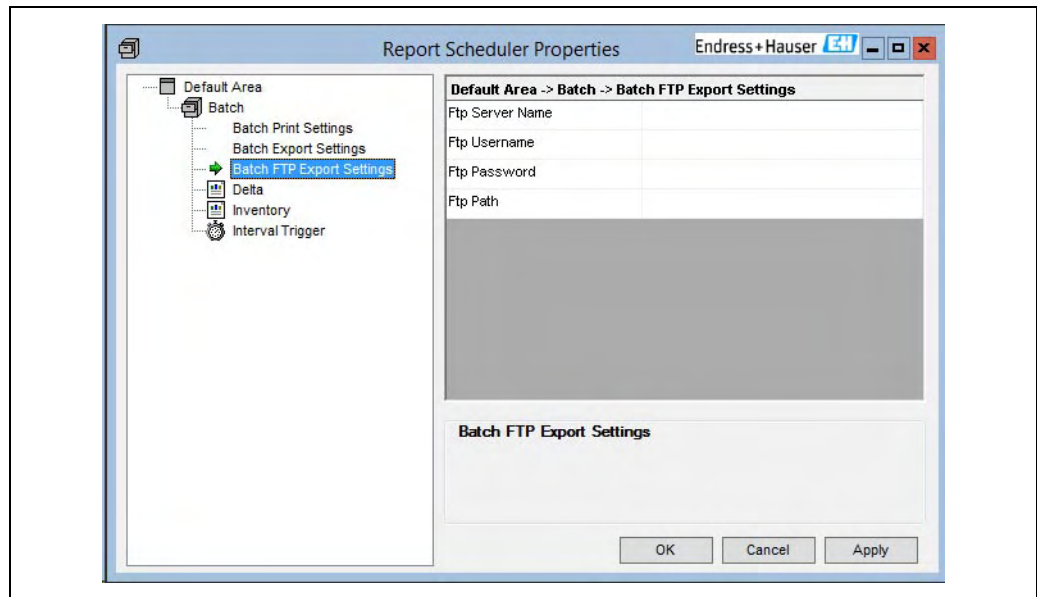 Report Scheduler Properties
Endress+Hauser EH
Default Area
Batch
Batch Print Settings
Batch Export Settings
Batch FTP Export Settings
Delta
Inventory
Interval Trigger
Default Area -> Batch -> Batch FTP Export Settings
Ftp Server Name
Ftp Username
Ftp Password
Ftp Path
Batch FTP Export Settings
OK
Cancel
Apply